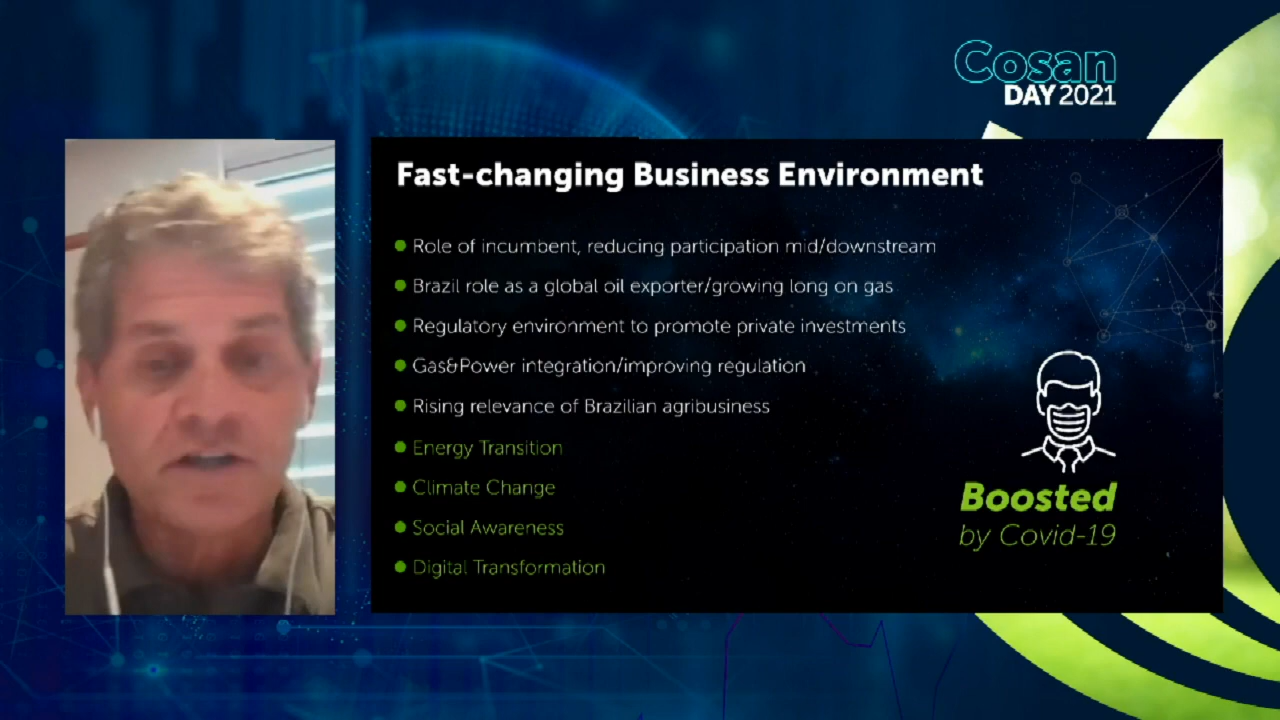 Cosan
DAY 2021
Fast-changing Business Environment
Role of incumbent, reducing participation mid/downstream
Brazil role as a global oil exporter/growing long on gas
Regulatory environment to promote private investments
Gas&Power integration/improving regulation
Rising relevance of Brazilian agribusiness
Energy Transition
Climate Change
Social Awareness
Digital Transformation
Boosted
by Covid-19